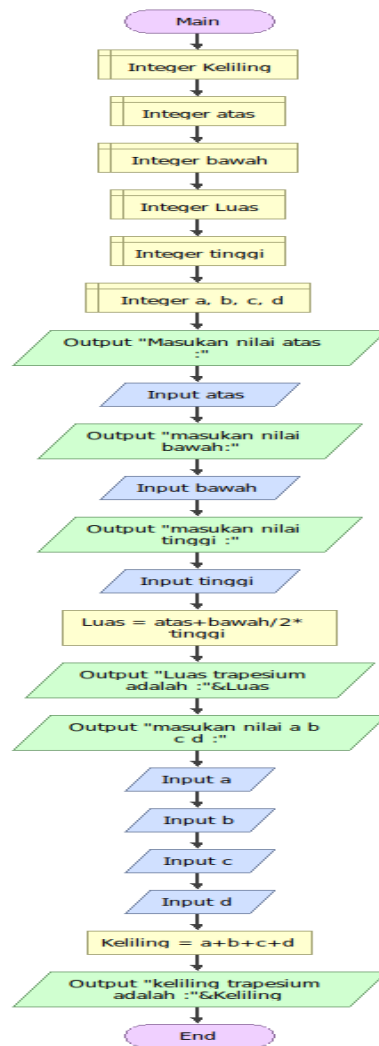 Main
Integer Keliling
Integer atas
Integer bawah
Integer Luas
Integer tinggi
Integer a, b, c, d
Output "Masukan nilai atas
:"
Input atas
Output "masukan nilai
bawah:"
Input bawah
Output "masukan nilai
tinggi :"
Input tinggi
Luas = atas+bawah/2*
tinggi
Output "Luas trapesium
adalah :"&Luas
Output "masukan nilai a b
c d :"
Input a
Input b
Input c
Input d
Keliling = a+b+c+d
Output "keliling trapesium
adalah :"&Keliling
End